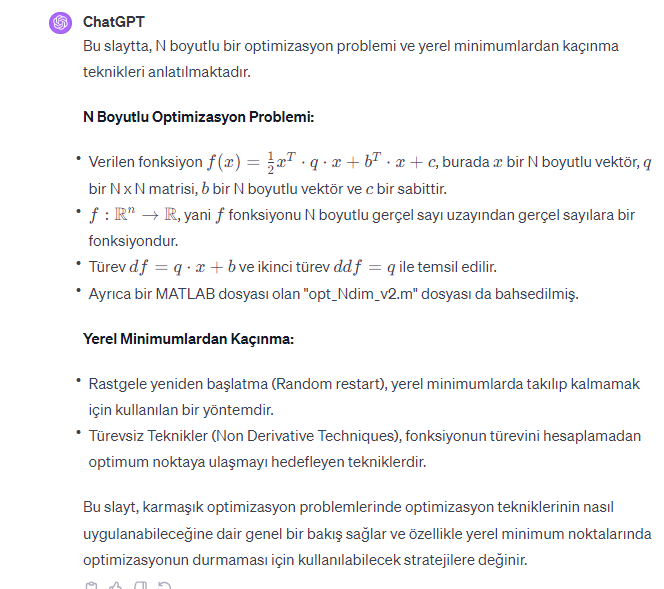 ChatGPT
Bu slaytta, N boyutlu bir optimizasyon problemi ve yerel minimumlardan kaçınma
teknikleri anlatılmaktadır.
N Boyutlu Optimizasyon Problemi:
• Verilen fonksiyon f(x) = ½x^T · q · x + b^T · x + c, burada x bir N boyutlu vektör, q
bir N x N matrisi, b bir N boyutlu vektör ve c bir sabittir.
• f : ℝ^n → ℝ, yani f fonksiyonu N boyutlu gerçel sayı uzayından gerçel sayılara bir
fonksiyondur.
• Türev df = q · x + b ve ikinci türev ddf = q ile temsil edilir.
• Ayrıca bir MATLAB dosyası olan "opt_Ndim_v2.m" dosyası da bahsedilmiş.
Yerel Minimumlardan Kaçınma:
• Rastgele yeniden başlatma (Random restart), yerel minimumlarda takılıp kalmamak
için kullanılan bir yöntemdir.
• Türevsiz Teknikler (Non Derivative Techniques), fonksiyonun türevini hesaplamadan
optimum noktaya ulaşmayı hedefleyen tekniklerdir.
Bu slayt, karmaşık optimizasyon problemlerinde optimizasyon tekniklerinin nasıl
uygulanabileceğine dair genel bir bakış sağlar ve özellikle yerel minimum noktalarında
optimizasyonun durmaması için kullanılabilecek stratejilere değinir.